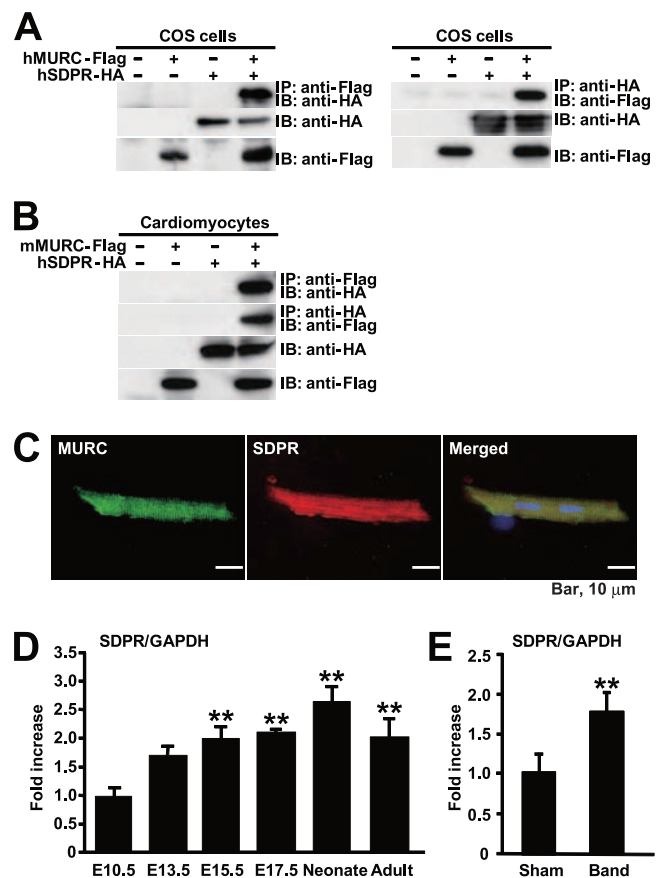 A
COS cells
hMURC-Flag - + - +
hSDPR-HA - - + +
IP: anti-Flag
IB: anti-HA
IB: anti-HA
IB: anti-Flag
COS cells
- + - +
- - + +
IP: anti-HA
IB: anti-Flag
IB: anti-HA
IB: anti-Flag
B
Cardiomyocytes
mMURC-Flag - + - +
hSDPR-HA - - + +
IP: anti-Flag
IB: anti-HA
IP: anti-HA
IB: anti-Flag
IB: anti-HA
IB: anti-Flag
C
MURC SDPR Merged
Bar, 10 μm
D
SDPR/GAPDH
Fold increase
3.5
3.0
2.5
2.0
1.5
1.0
0.5
0
** ** ** **
E10.5 E13.5 E15.5 E17.5 Neonate Adult
E
SDPR/GAPDH
Fold increase
2.5
2.0
1.5
1.0
0.5
0
**
Sham Band